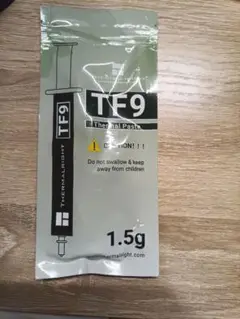 TF9
Thermal Paste
CAUTION!!!
Do not swallow & keep
away from children
TF9
THERMALRIGHT
1.5g